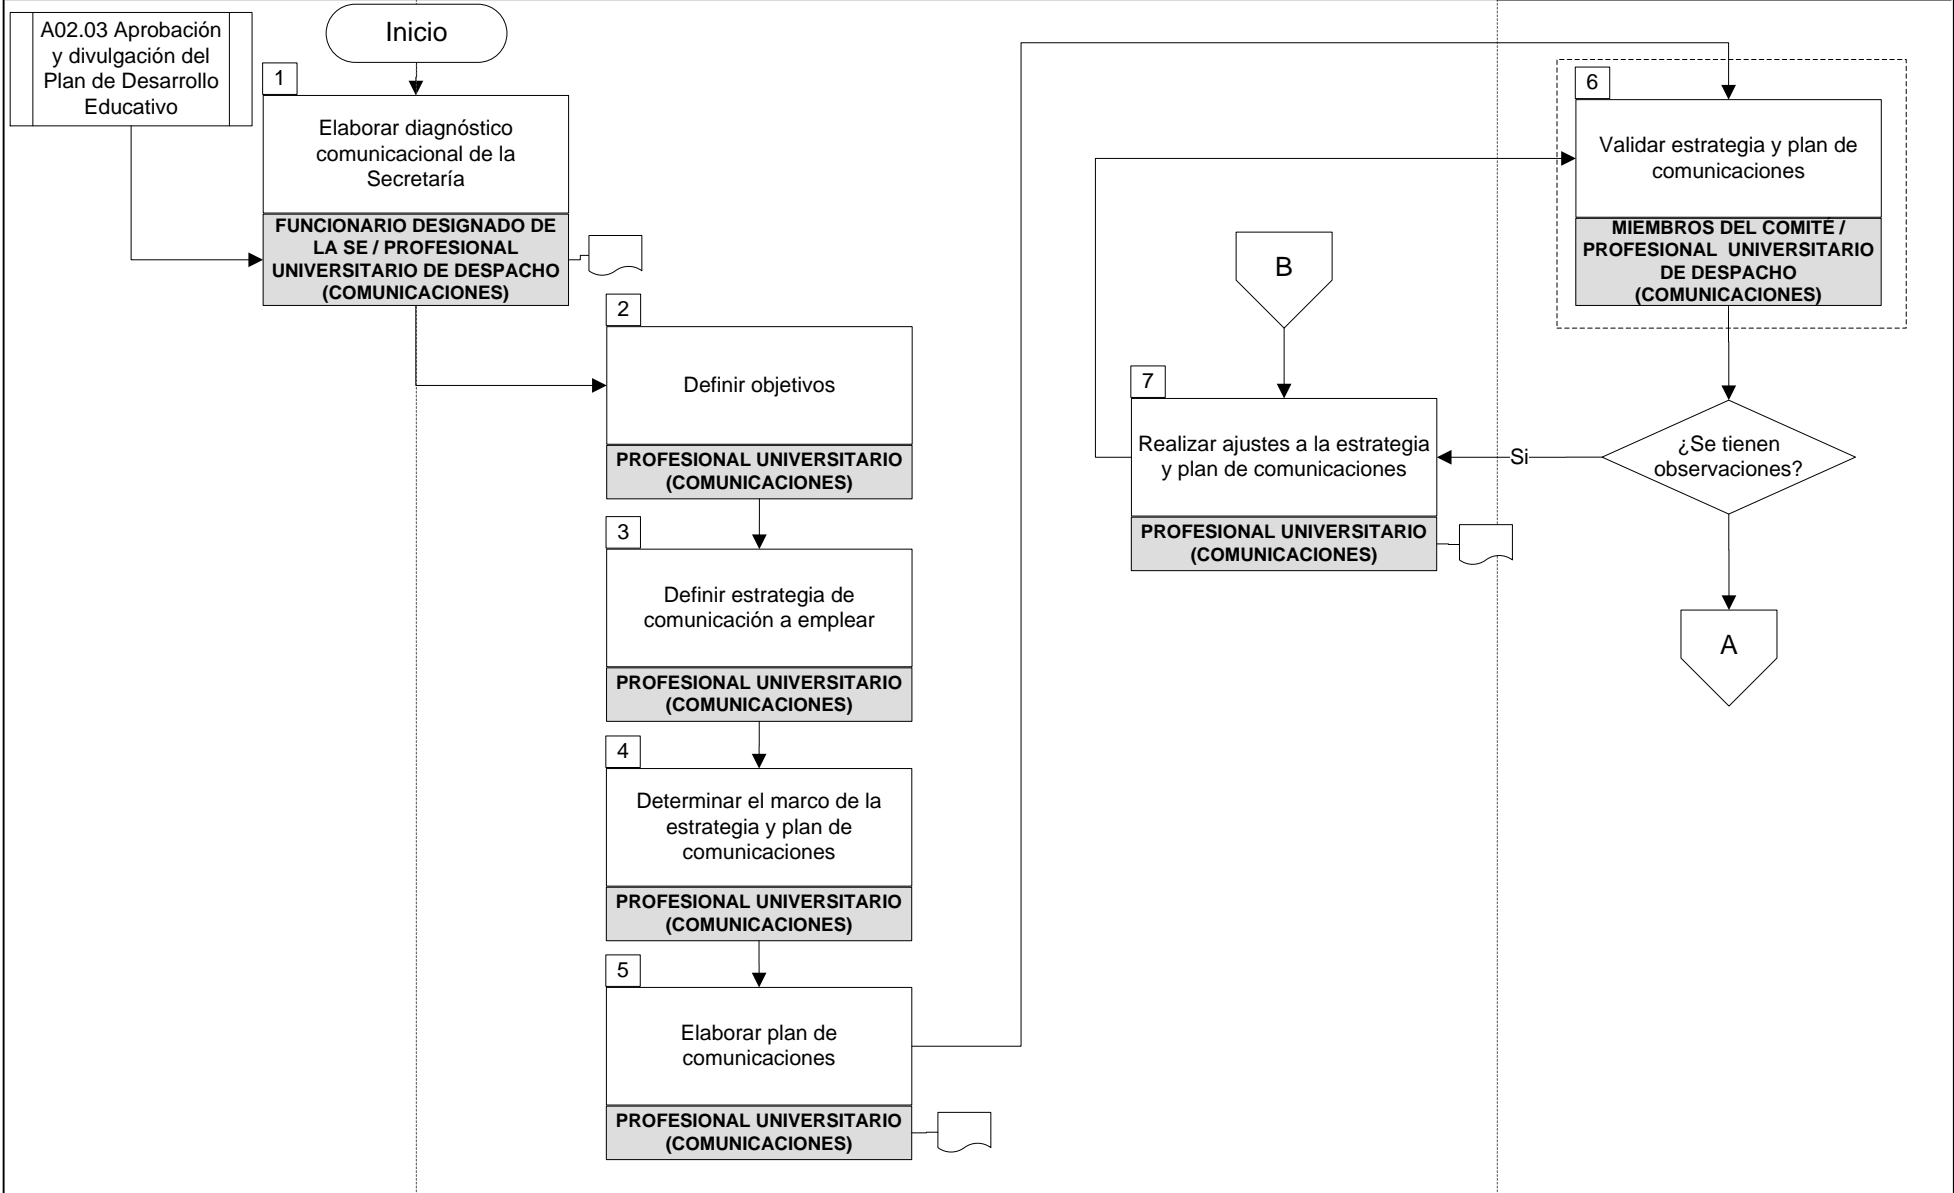 A02.03 Aprobación
y divulgación del
Plan de Desarrollo
Educativo
Inicio
1
Elaborar diagnóstico
comunicacional de la
Secretaría
FUNCIONARIO DESIGNADO DE
LA SE / PROFESIONAL
UNIVERSITARIO DE DESPACHO
(COMUNICACIONES)
2
Definir objetivos
PROFESIONAL UNIVERSITARIO
(COMUNICACIONES)
3
Definir estrategia de
comunicación a emplear
PROFESIONAL UNIVERSITARIO
(COMUNICACIONES)
4
Determinar el marco de la
estrategia y plan de
comunicaciones
PROFESIONAL UNIVERSITARIO
(COMUNICACIONES)
5
Elaborar plan de
comunicaciones
PROFESIONAL UNIVERSITARIO
(COMUNICACIONES)
6
Validar estrategia y plan de
comunicaciones
MIEMBROS DEL COMITÉ /
PROFESIONAL UNIVERSITARIO
DE DESPACHO
(COMUNICACIONES)
¿Se tienen
observaciones?
Si
B
7
Realizar ajustes a la estrategia
y plan de comunicaciones
PROFESIONAL UNIVERSITARIO
(COMUNICACIONES)
A